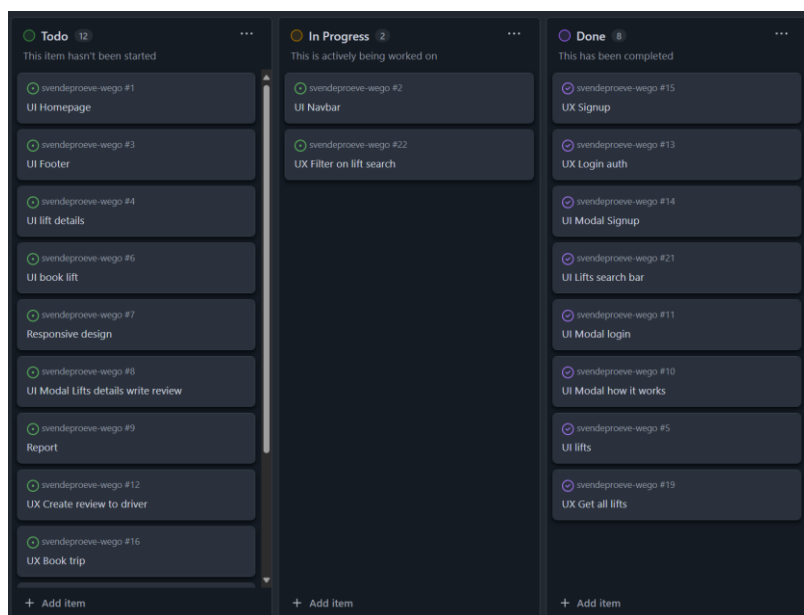 Todo 12
This item hasn't been started
svendeproeve-wego #1
UI Homepage
svendeproeve-wego #3
UI Footer
svendeproeve-wego #4
UI lift details
svendeproeve-wego #6
UI book lift
svendeproeve-wego #7
Responsive design
svendeproeve-wego #8
UI Modal Lifts details write review
svendeproeve-wego #9
Report
svendeproeve-wego #12
UX Create review to driver
svendeproeve-wego #16
UX Book trip
+ Add item
In Progress 2
This is actively being worked on
svendeproeve-wego #2
UI Navbar
svendeproeve-wego #22
UX Filter on lift search
+ Add item
Done 8
This has been completed
svendeproeve-wego #15
UX Signup
svendeproeve-wego #13
UX Login auth
svendeproeve-wego #14
UI Modal Signup
svendeproeve-wego #21
UI Lifts search bar
svendeproeve-wego #11
UI Modal login
svendeproeve-wego #10
UI Modal how it works
svendeproeve-wego #5
UI lifts
svendeproeve-wego #19
UX Get all lifts
+ Add item